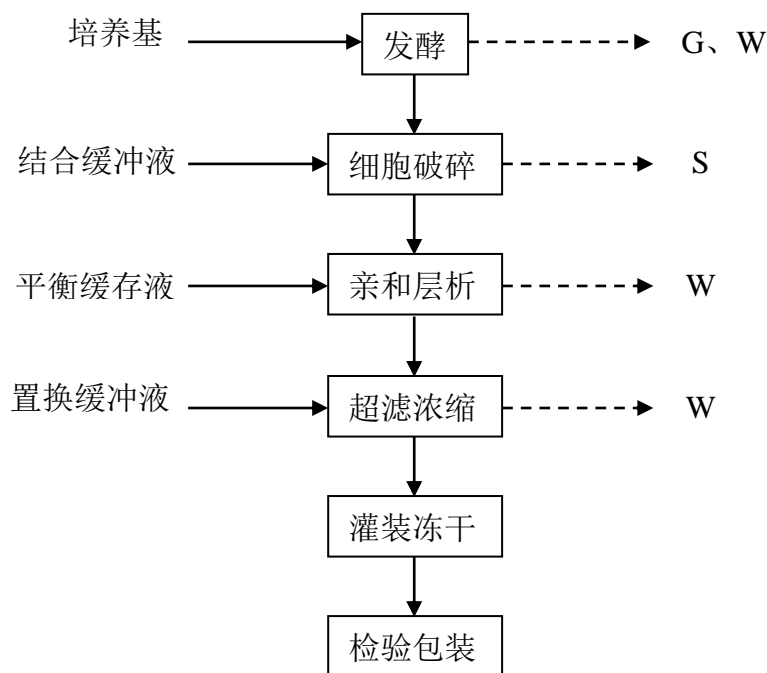 培养基
发酵
G、W
结合缓冲液
细胞破碎
S
平衡缓存液
亲和层析
W
置换缓冲液
超滤浓缩
W
灌装冻干
检验包装